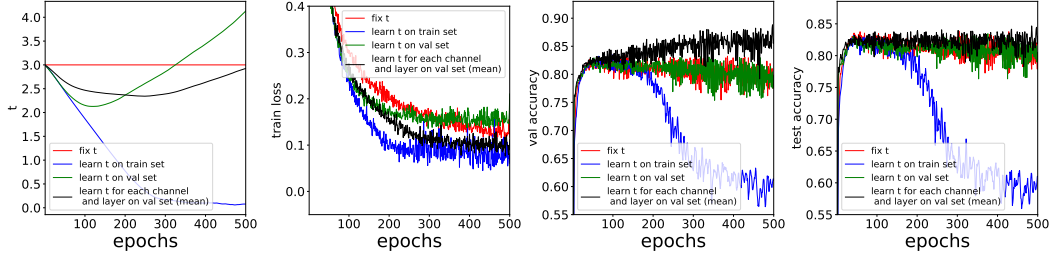 4.0
3.5
3.0
2.5
2.0
1.5
1.0
0.5
0.0
t
fix t
learn t on train set
learn t on val set
learn t for each channel
and layer on val set (mean)
100 200 300 400 500
epochs
0.4
0.3
0.2
0.1
0.0
train loss
fix t
learn t on train set
learn t on val set
learn t for each channel
and layer on val set (mean)
100 200 300 400 500
epochs
0.90
0.85
0.80
0.75
0.70
0.65
0.60
0.55
val accuracy
fix t
learn t on train set
learn t on val set
learn t for each channel
and layer on val set (mean)
100 200 300 400 500
epochs
0.85
0.80
0.75
0.70
0.65
0.60
0.55
test accuracy
fix t
learn t on train set
learn t on val set
learn t for each channel
and layer on val set (mean)
100 200 300 400 500
epochs